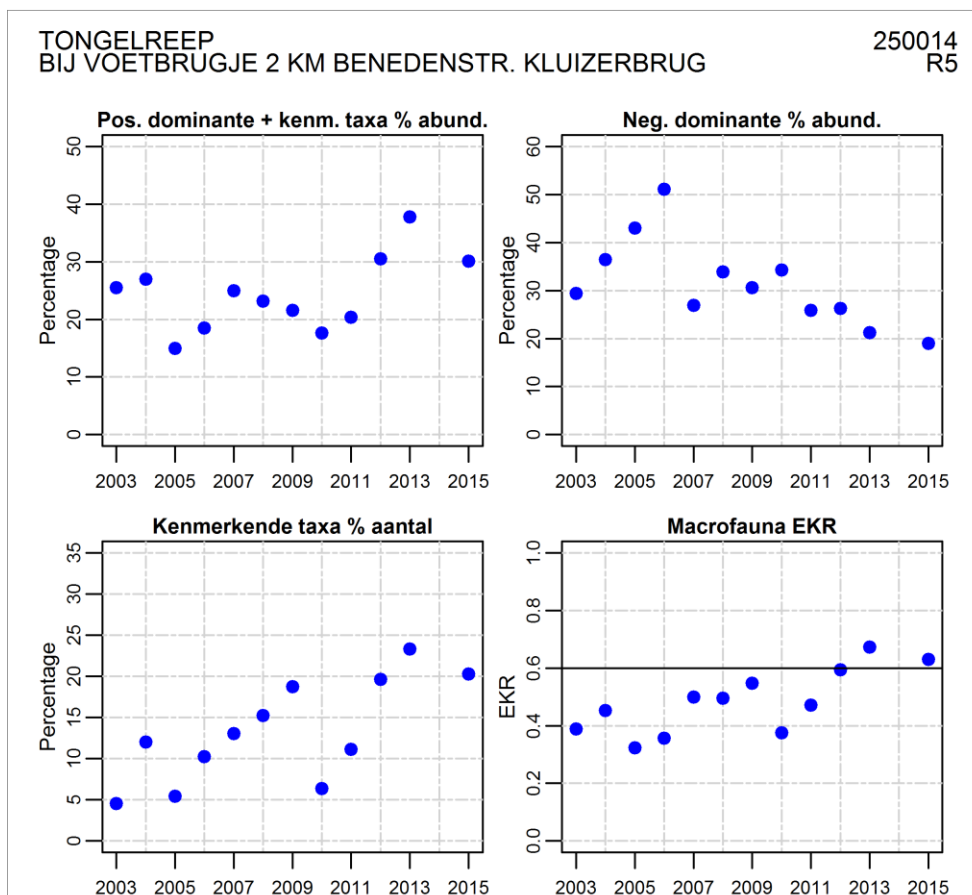 TONGELREEP 250014
BIJ VOETBRUGJE 2 KM BENEDENSTR. KLUIZERBRUG R5
Pos. dominante + kenm. taxa % abund.
Percentage
50
40
30
20
10
0
2003 2005 2007 2009 2011 2013 2015
Neg. dominante % abund.
Percentage
60
50
40
30
20
10
0
2003 2005 2007 2009 2011 2013 2015
Kenmerkende taxa % aantal
Percentage
35
30
25
20
15
10
5
0
2003 2005 2007 2009 2011 2013 2015
Macrofauna EKR
EKR
1.0
0.8
0.6
0.4
0.2
0.0
2003 2005 2007 2009 2011 2013 2015